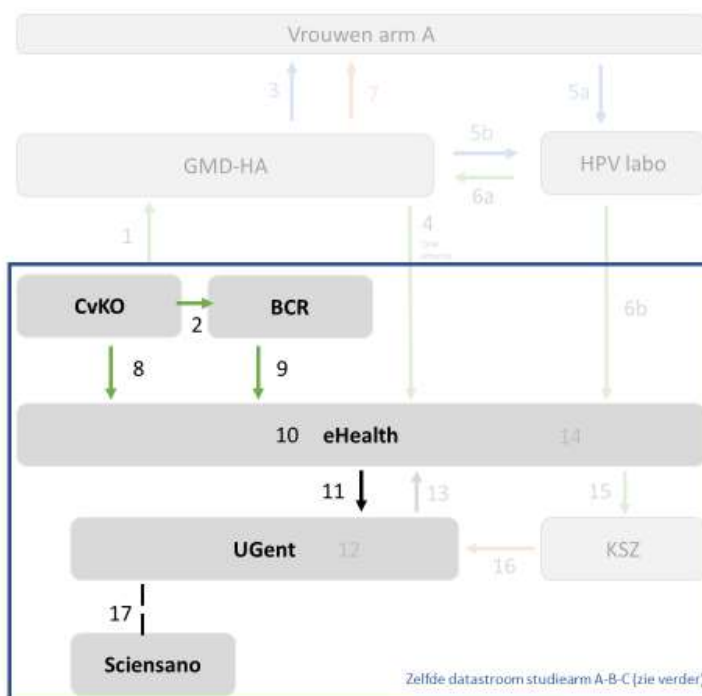 Vrouwen arm A
3
7
5a
GMD-HA
5b
HPV labo
6a
1
4
CvKO
BCR
2
6b
8
9
10 eHealth 14
11
13
15
UGent 12
16
KSZ
17
Sciensano
Zelfde datastroom studiearm A-B-C (zie verder)